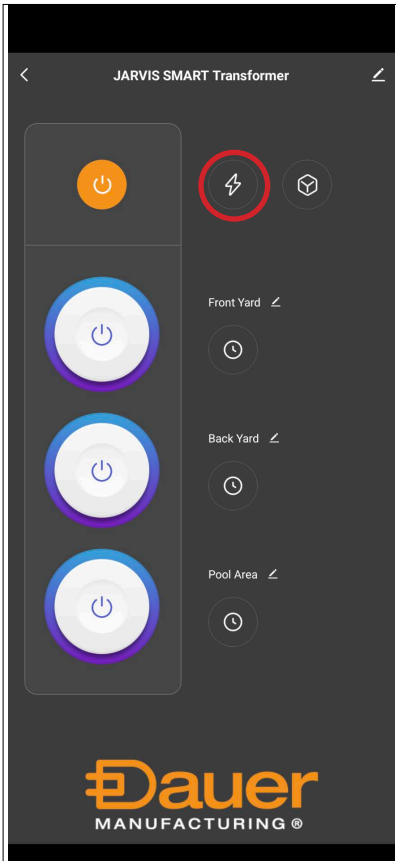 JARVIS SMART Transformer
Front Yard
Back Yard
Pool Area
Dauer
MANUFACTURING ®